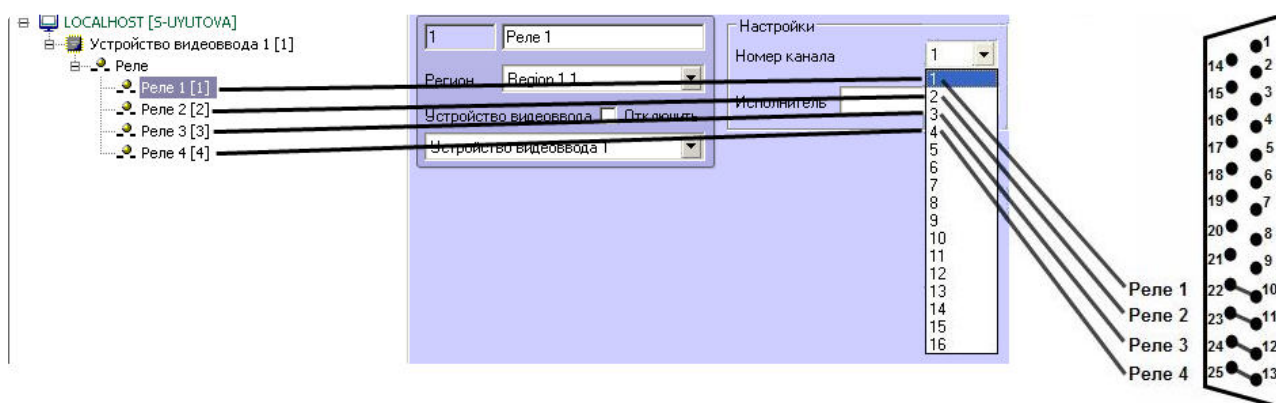 LOCALHOST [S-UYUTOVA]
Устройство видеоввода 1 [1]
Реле
Реле 1 [1]
Реле 2 [2]
Реле 3 [3]
Реле 4 [4]
1 Реле 1
Регион Region 1.1
Устройство видеоввода Отключить
Устройство видеоввода 1
Настройки
Номер канала 1
Исполнитель
1
2
3
4
5
6
7
8
9
10
11
12
13
14
15
16
Реле 1
Реле 2
Реле 3
Реле 4
14
15
16
17
18
19
20
21
22
23
24
25
1
2
3
4
5
6
7
8
9
10
11
12
13